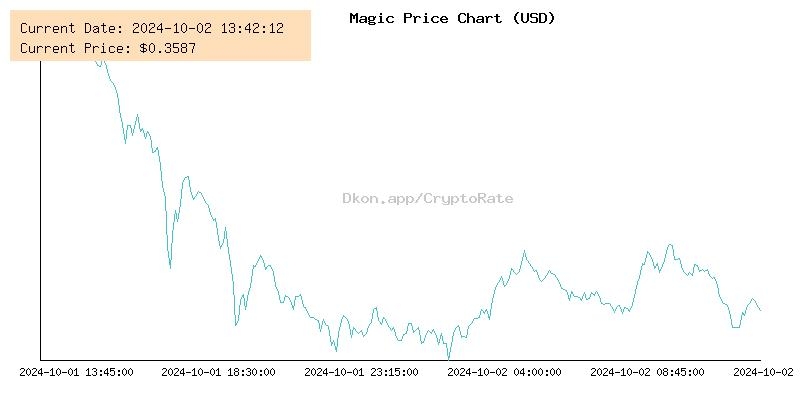 Magic Price Chart (USD)
Current Date: 2024-10-02 13:42:12
Current Price: $0.3587
Dkon.app/CryptoRate
2024-10-01 13:45:00 2024-10-01 18:30:00 2024-10-01 23:15:00 2024-10-02 04:00:00 2024-10-02 08:45:00 2024-10-02